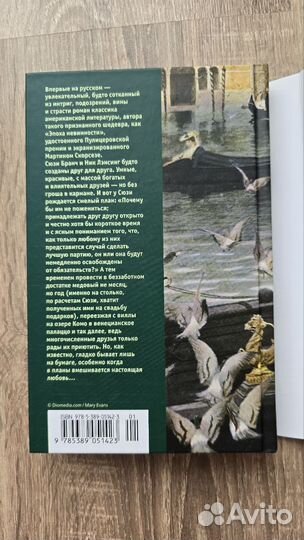 Впервые на русском —
увлекательный, будто сотканный
из интриг, подозрений, вины
и страсти роман классика
американской литературы, автора
такого признанного шедевра, как
«Эпоха невинности»,
удостоенного Пулицеровской
премии и экранизированного
Мартином Скорсезе.
Сюзи Бранч и Ник Лэнсинг будто
созданы друг для друга. Умные,
красивые, с массой богатых
и влиятельных друзей — но без
гроша в кармане. И вот у Сюзи
рождается смелый план: «Почему
бы им не пожениться:
принадлежать друг другу открыто
и честно хотя бы короткое время
и с ясным пониманием того, что,
как только любому из них
представится случай сделать
лучшую партию, он или она будут
немедленно освобождены
от обязательств?» А тем
временем провести в беззаботном
достатке медовый не месяц,
но год (именно на столько,
по расчетам Сюзи, хватит
полученных ими на свадьбу
подарков), переезжая с виллы
на озере Комо в венецианское
палаццо и так далее, ведь
многочисленные друзья только
рады их приютить. Но, как
известно, гладко бывает лишь
на бумаге, особенно когда
в планы вмешивается настоящая
любовь...
© Diomedia.com / Mary Evans
ISBN 978-5-389-05142-3 01
9 785389 051423
Avito